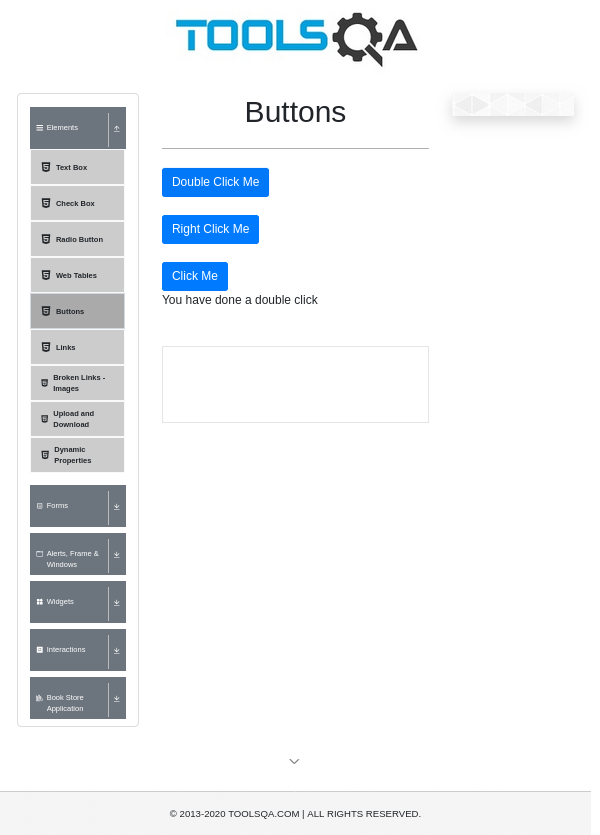 TOOLSQA
Elements
Text Box
Check Box
Radio Button
Web Tables
Buttons
Links
Broken Links -
Images
Upload and
Download
Dynamic
Properties
Forms
Alerts, Frame &
Windows
Widgets
Interactions
Book Store
Application
Buttons
Double Click Me
Right Click Me
Click Me
You have done a double click
© 2013-2020 TOOLSQA.COM | ALL RIGHTS RESERVED.